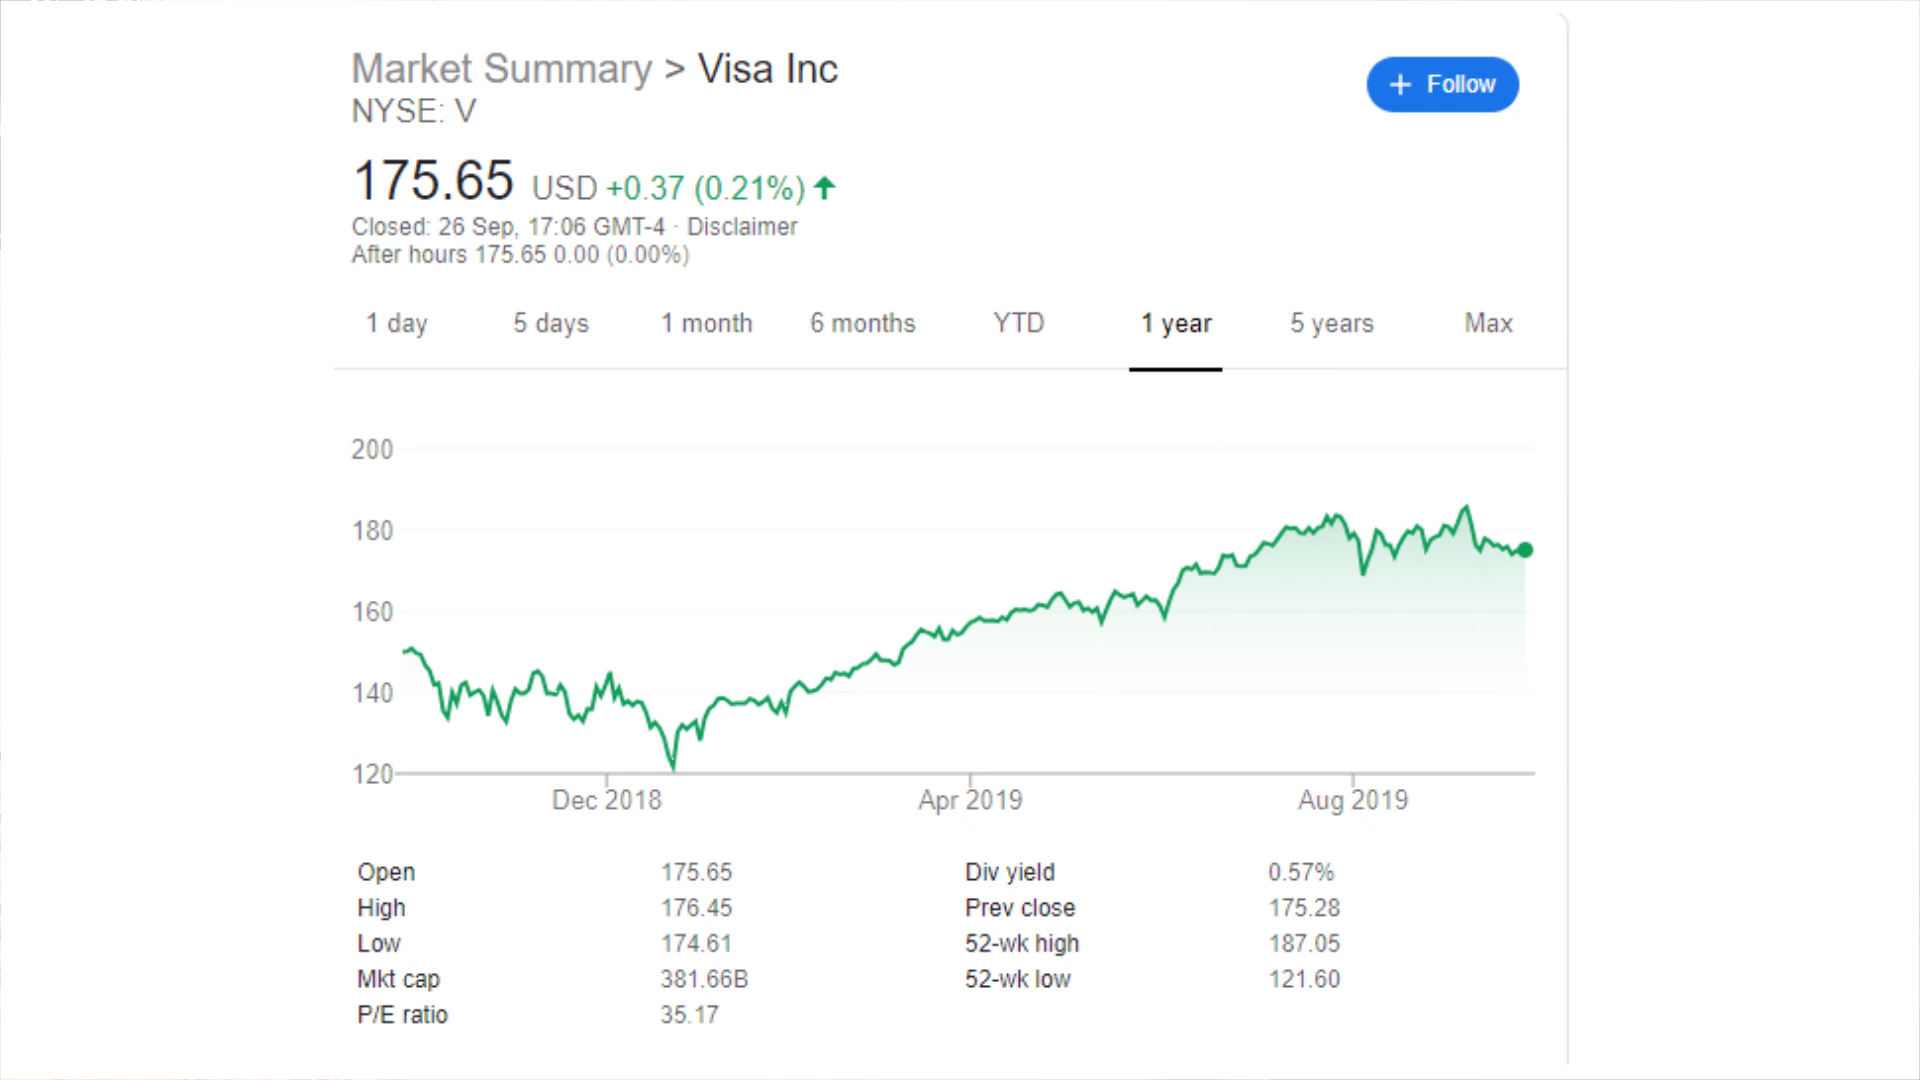 Market Summary > Visa Inc
NYSE: V
+ Follow
175.65 USD +0.37 (0.21%)
Closed: 26 Sep, 17:06 GMT-4 · Disclaimer
After hours 175.65 0.00 (0.00%)
1 day 5 days 1 month 6 months YTD 1 year 5 years Max
200
180
160
140
120
Dec 2018 Apr 2019 Aug 2019
Open 175.65 Div yield 0.57%
High 176.45 Prev close 175.28
Low 174.61 52-wk high 187.05
Mkt cap 381.66B 52-wk low 121.60
P/E ratio 35.17